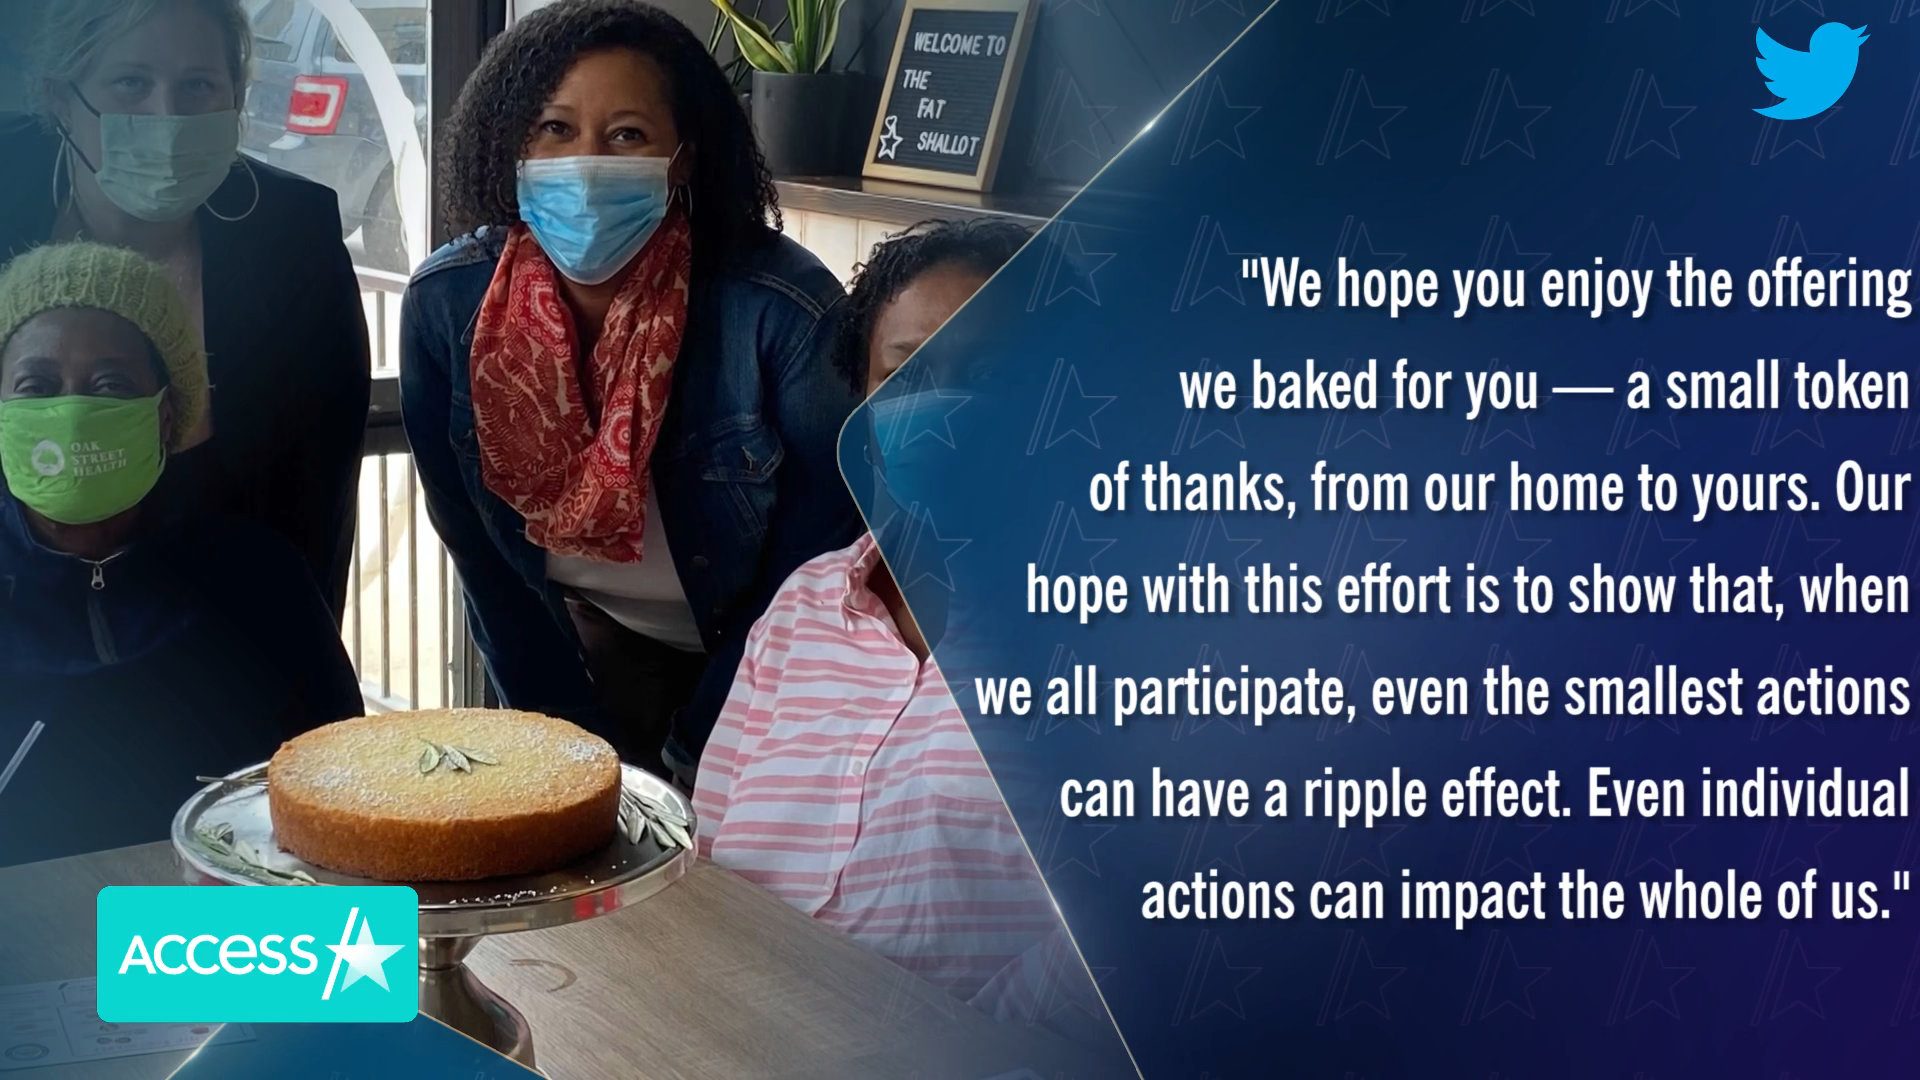 WELCOME TO
THE
FAT
SHALLOT
OAK
STREET
HEALTH
"We hope you enjoy the offering
we baked for you — a small token
of thanks, from our home to yours. Our
hope with this effort is to show that, when
we all participate, even the smallest actions
can have a ripple effect. Even individual
actions can impact the whole of us."
ACCESS